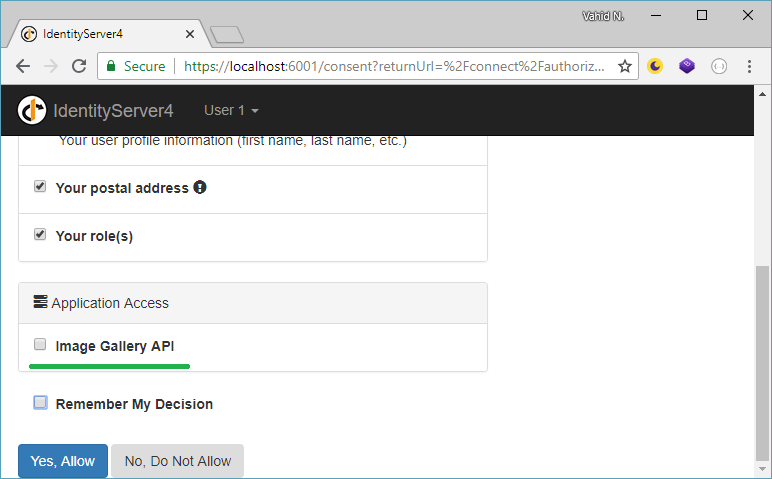 Vahid N.
IdentityServer4
Secure https://localhost:6001/consent?returnUrl=%2Fconnect%2Fauthoriz...
IdentityServer4 User 1
Your user profile information (first name, last name, etc.)
Your postal address
Your role(s)
Application Access
Image Gallery API
Remember My Decision
Yes, Allow No, Do Not Allow